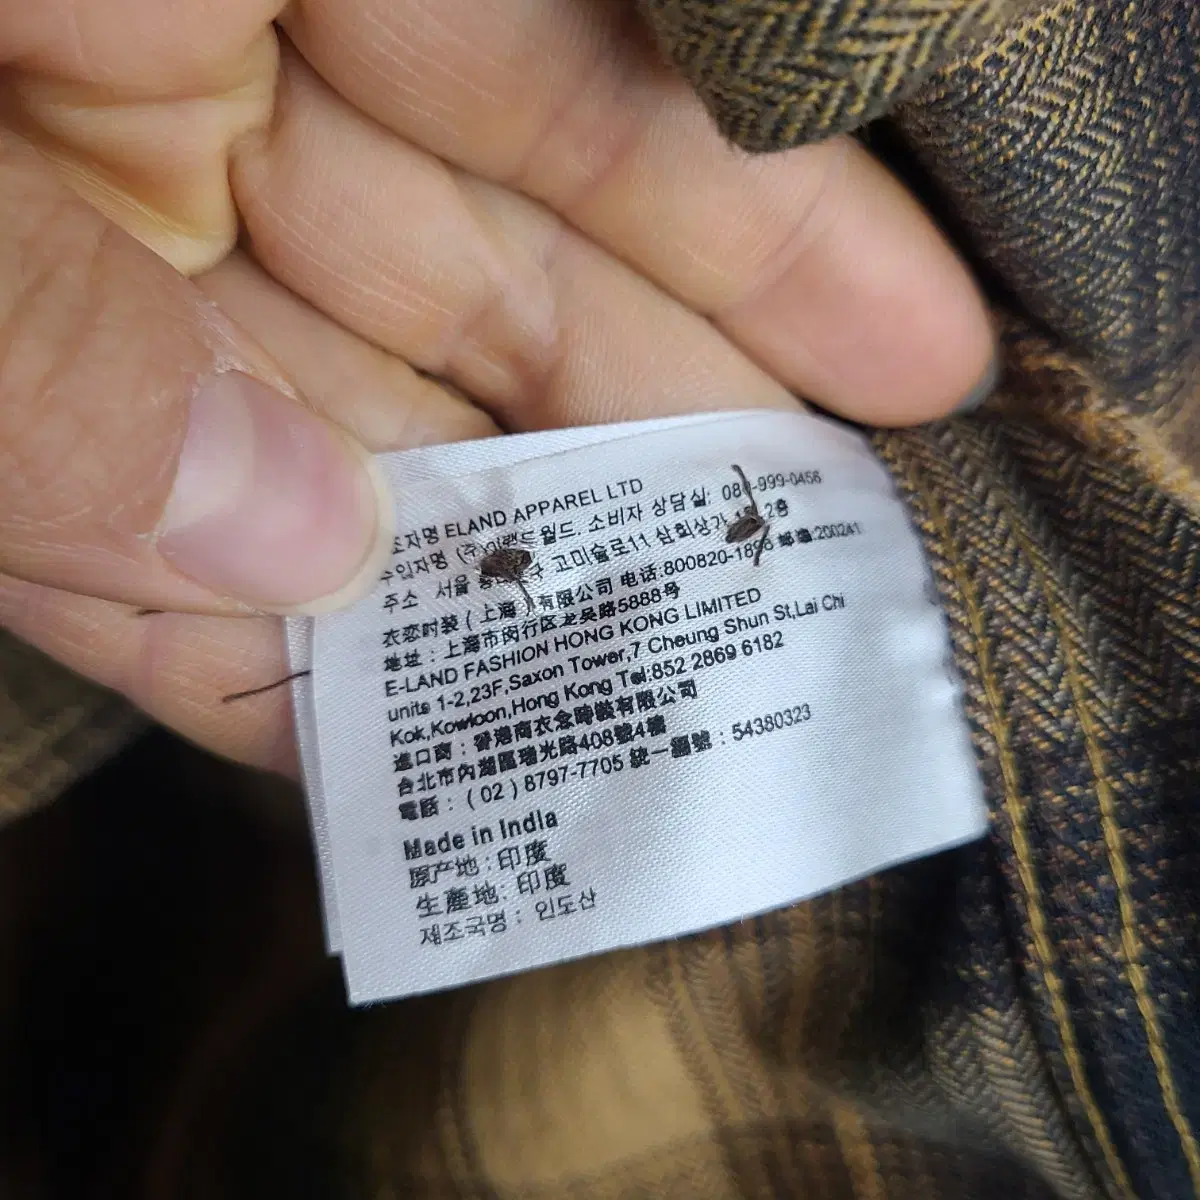 조자명 ELAND APPAREL LTD
수입자명 (주)이랜드월드. 소비자 상담실: 080-999-0456
주소 서울 고미술로11 삼희상가 2층
衣恋时装(上海)有限公司 电话:800820-1898 邮编:200241
地址:上海市闵行区龙吴路5888号
E-LAND FASHION HONG KONG LIMITED
units 1-2,23F,Saxon Tower,7 Cheung Shun St,Lai Chi
Kok,Kowloon,Hong Kong Tel:852 2869 6182
進口商:香港商衣念時裝有限公司
台北市內湖區瑞光路408號4樓
電話:(02)8797-7705 統一編號:54380323
Made in India
原产地:印度
生產地:印度
제조국명: 인도산